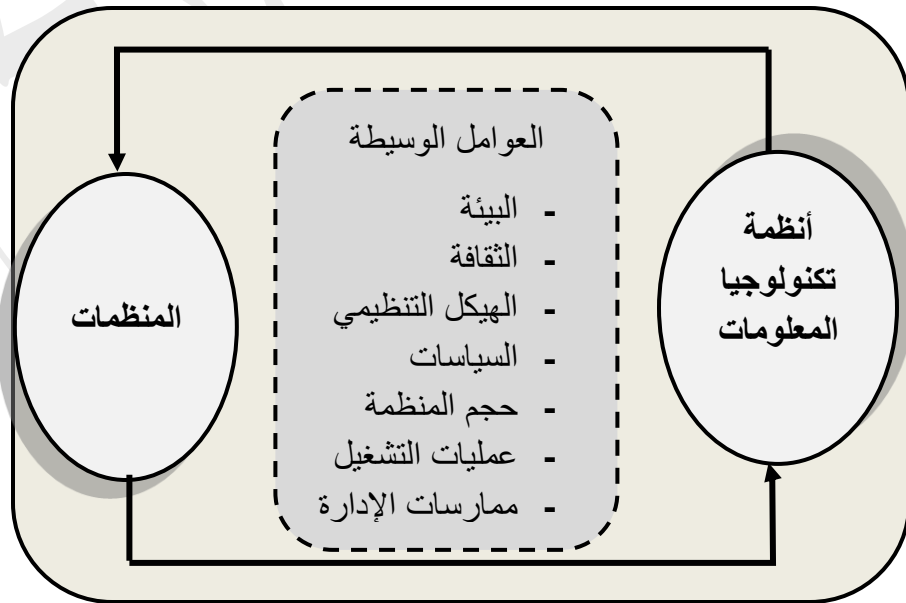 العوامل الوسيطة
- البيئة
- الثقافة
- الهيكل التنظيمي
- السياسات
- حجم المنظمة
- عمليات التشغيل
- ممارسات الإدارة
أنظمة
تكنولوجيا
المعلومات
المنظمات